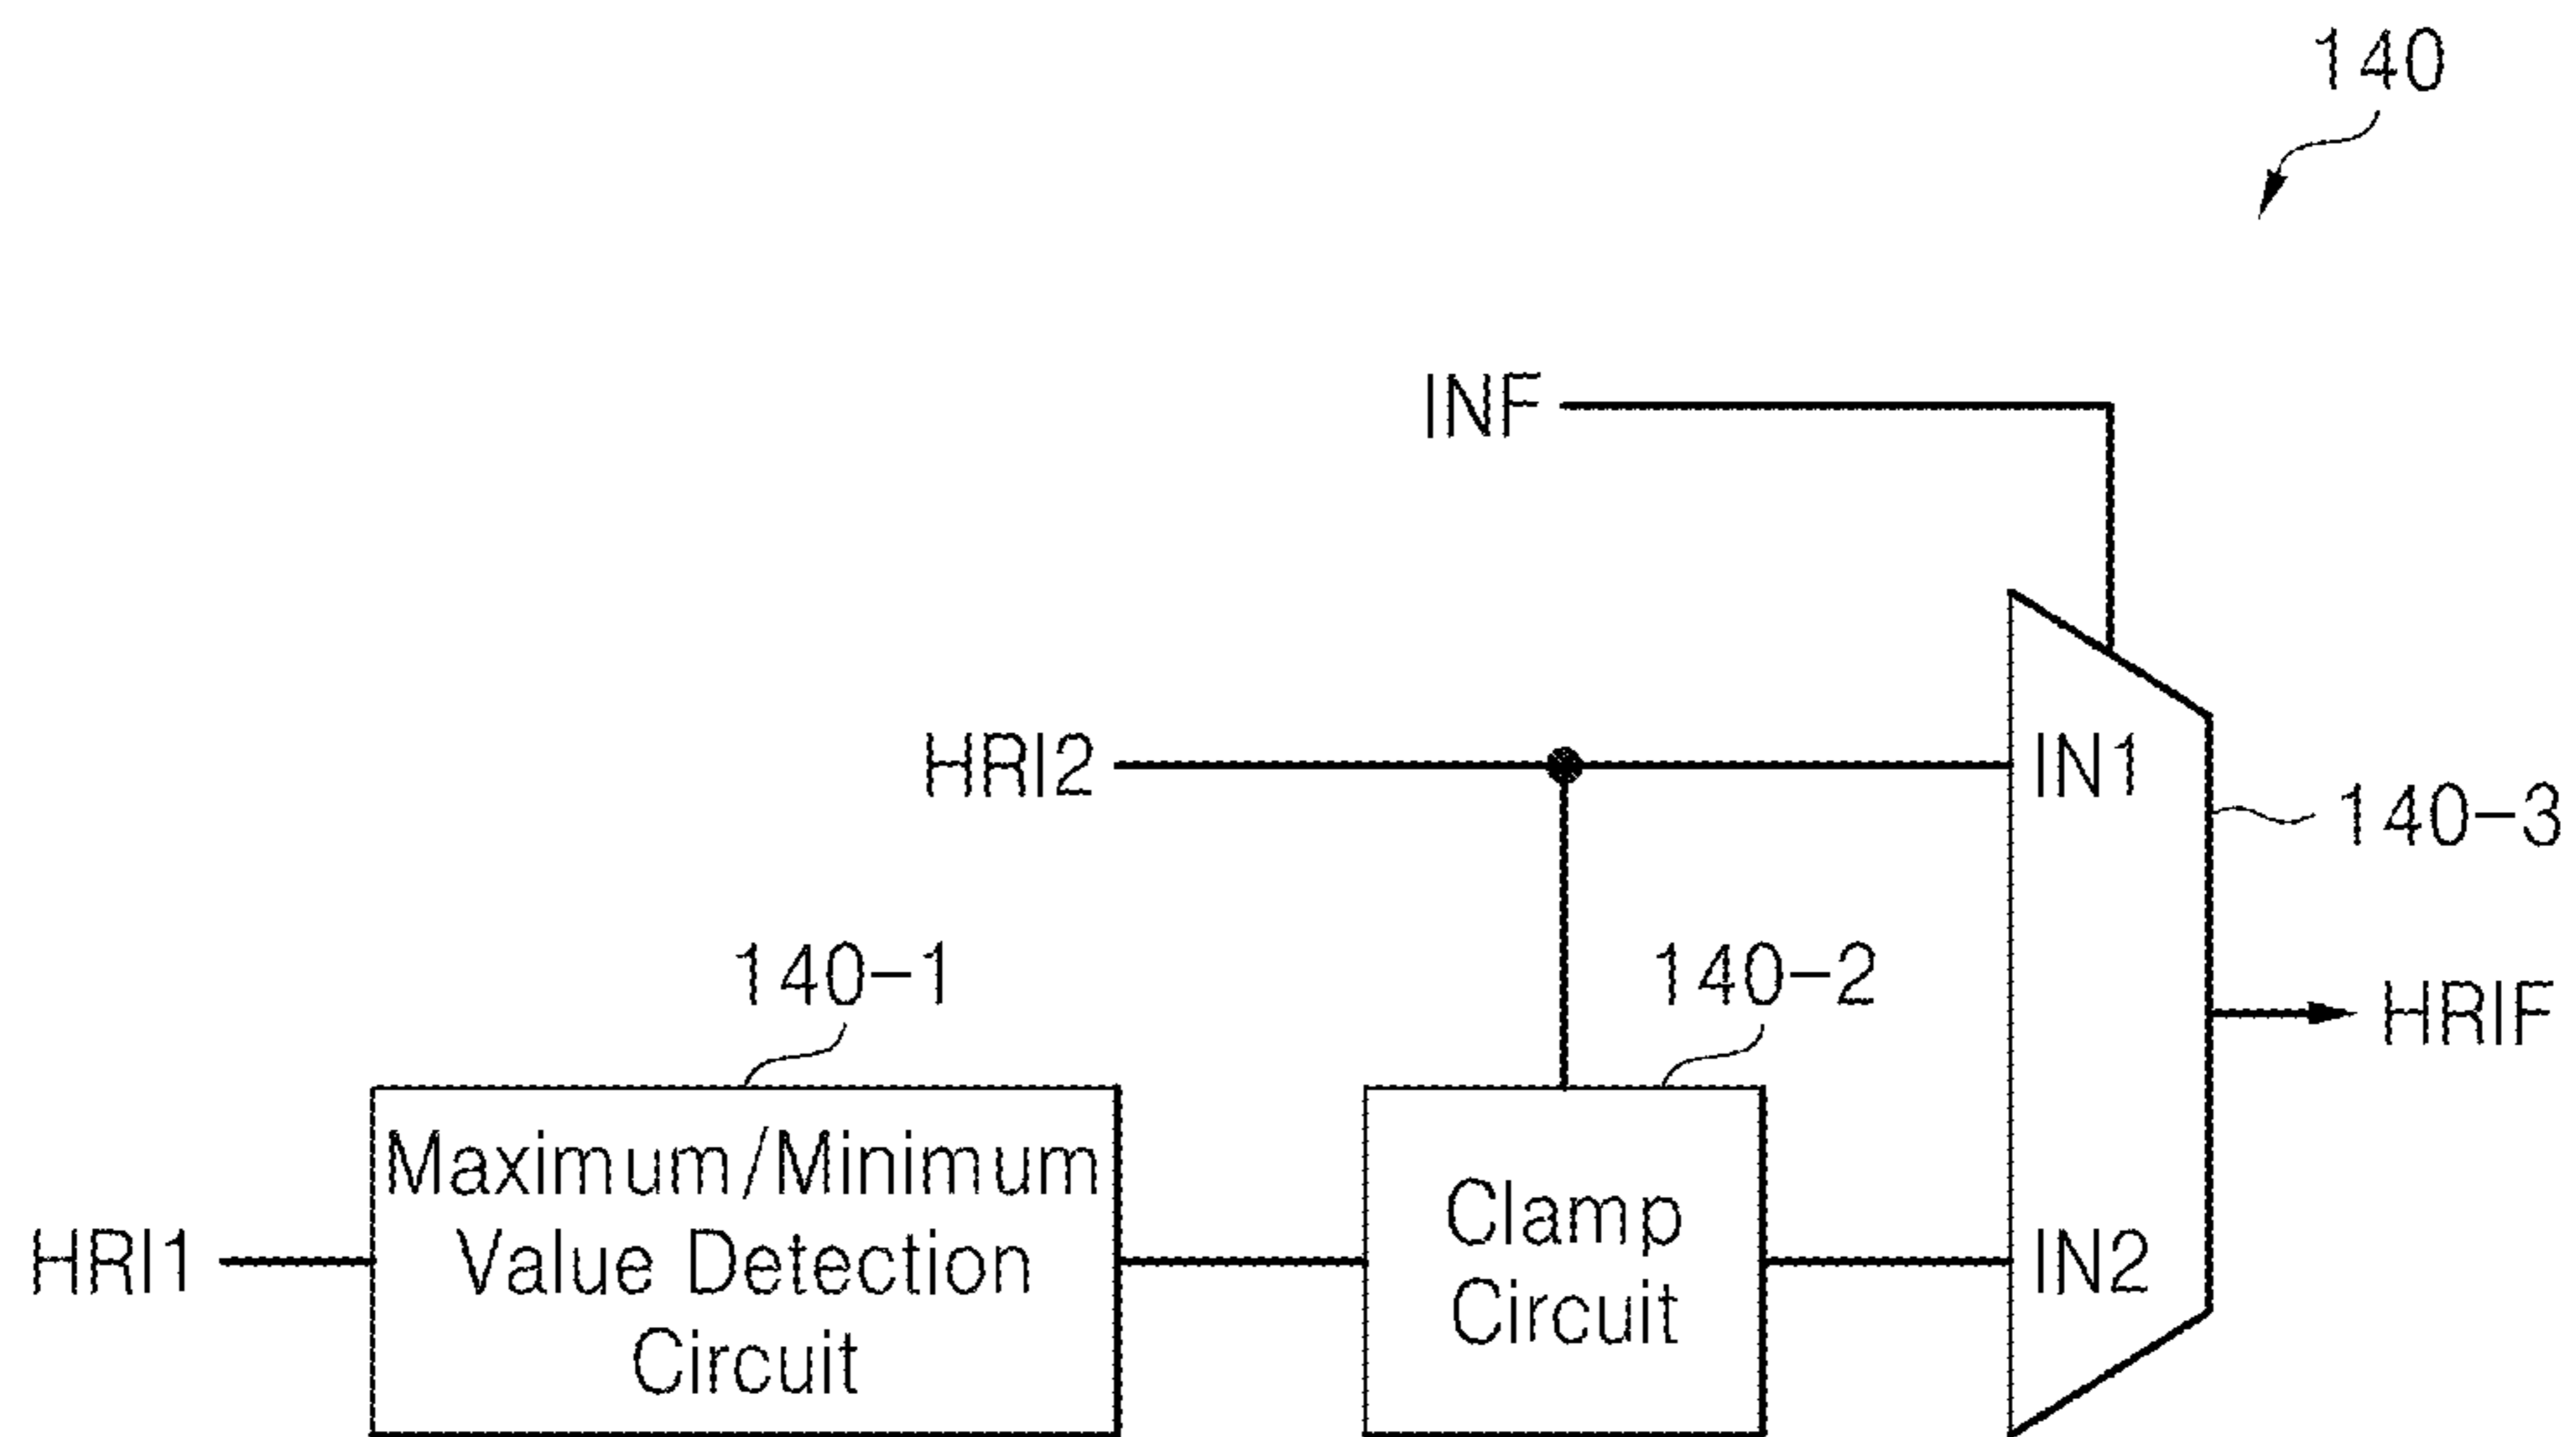 140
INF
HRI2
IN1
140-3
140-1
140-2
HRIF
Maximum/Minimum
Value Detection
Circuit
Clamp
Circuit
HRI1
IN2